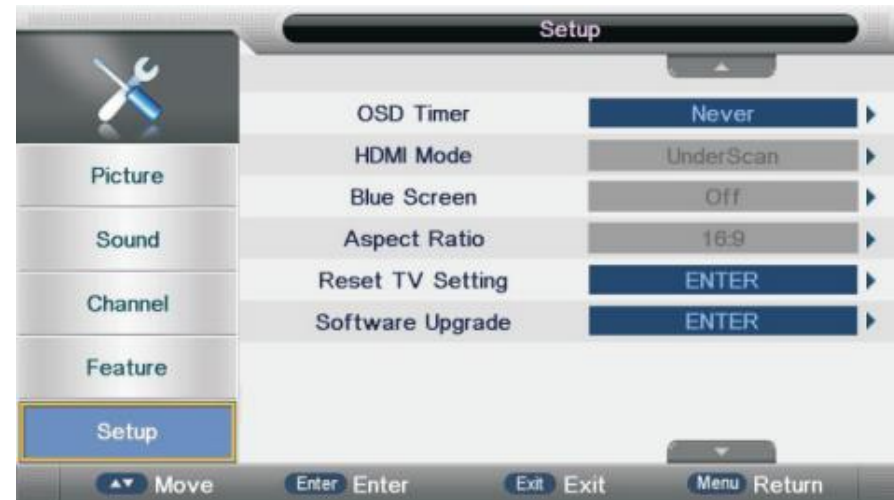 Setup
OSD Timer Never
HDMI Mode UnderScan
Picture
Blue Screen Off
Sound
Aspect Ratio 16:9
Reset TV Setting ENTER
Channel
Software Upgrade ENTER
Feature
Setup
Move Enter Enter Exit Exit Menu Return